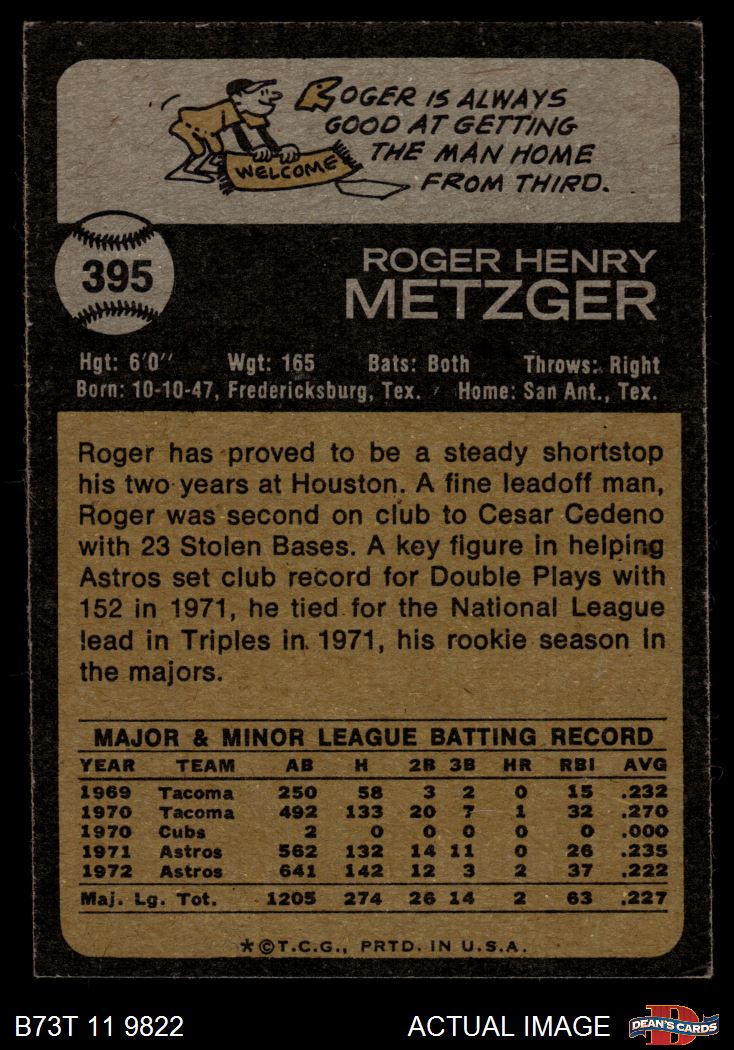 ROGER IS ALWAYS
GOOD AT GETTING
THE MAN HOME
FROM THIRD.
WELCOME
395
ROGER HENRY
METZGER
Hgt: 6'0" Wgt: 165 Bats: Both Throws: Right
Born: 10-10-47, Fredericksburg, Tex. Home: San Ant., Tex.
Roger has proved to be a steady shortstop
his two years at Houston. A fine leadoff man,
Roger was second on club to Cesar Cedeno
with 23 Stolen Bases. A key figure in helping
Astros set club record for Double Plays with
152 in 1971, he tied for the National League
lead in Triples in 1971, his rookie season in
the majors.
MAJOR & MINOR LEAGUE BATTING RECORD
YEAR TEAM AB H 2B 3B HR RBI AVG
1969 Tacoma 250 58 3 2 0 15 .232
1970 Tacoma 492 133 20 7 1 32 .270
1970 Cubs 2 0 0 0 0 0 .000
1971 Astros 562 132 14 11 0 26 .235
1972 Astros 641 142 12 3 2 37 .222
Maj. Lg. Tot. 1205 274 26 14 2 63 .227
*©T.C.G., PRTD. IN U.S.A.
B73T 11 9822 ACTUAL IMAGE D DEAN'S CARDS